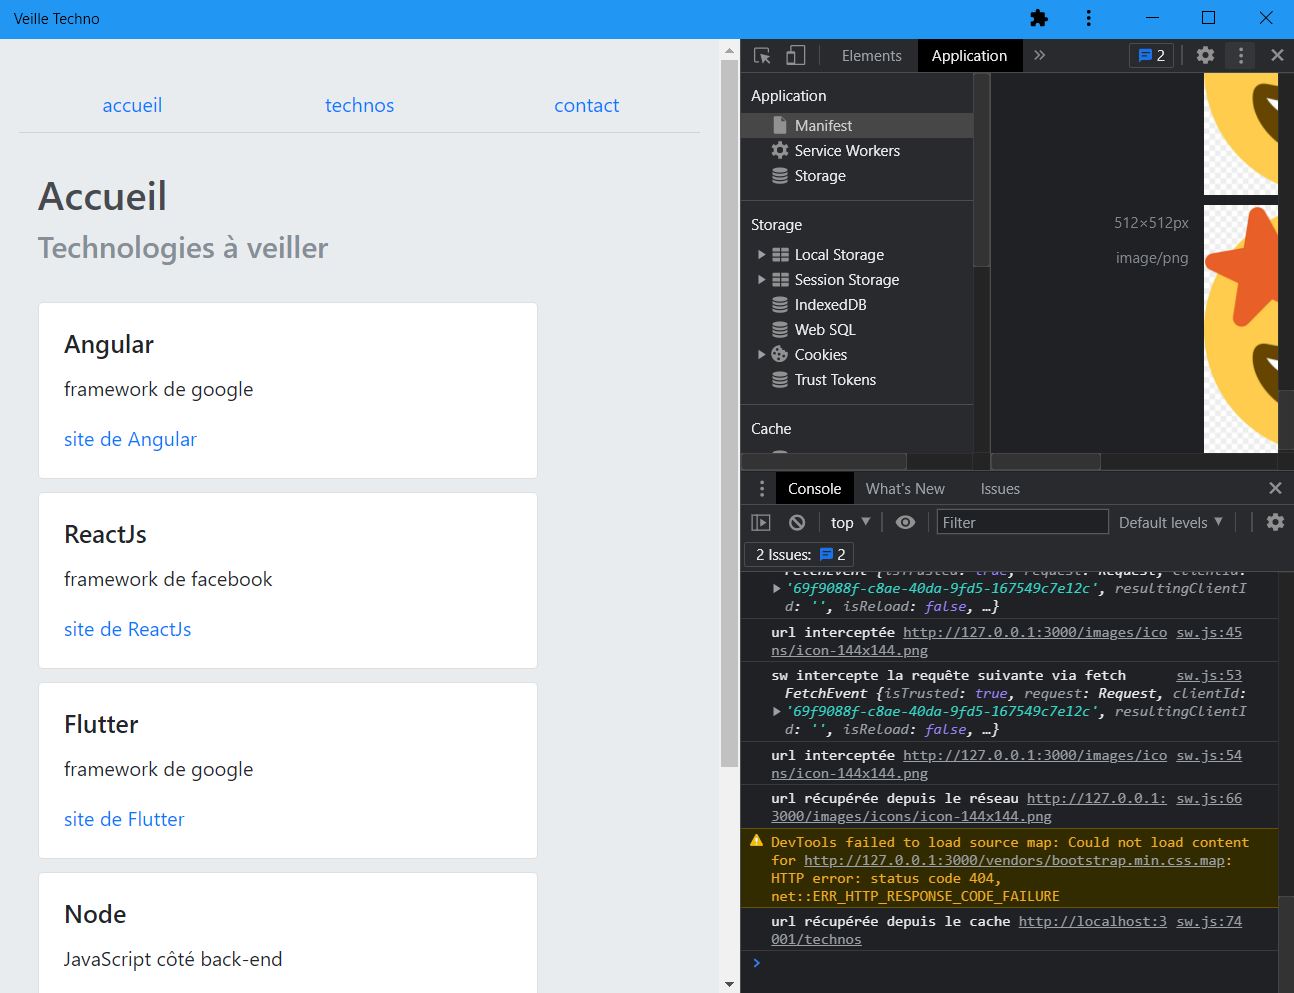 Veille Techno
accueil technos contact
Accueil
Technologies à veiller
Angular
framework de google
site de Angular
ReactJs
framework de facebook
site de ReactJs
Flutter
framework de google
site de Flutter
Node
JavaScript côté back-end
Elements Application » 2
Application
Manifest
Service Workers
Storage
Storage
Local Storage
Session Storage
IndexedDB
Web SQL
Cookies
Trust Tokens
Cache
512×512px
image/png
Console What's New Issues
top Filter Default levels
2 Issues: 2
FetchEvent {isTrusted: true, request: Request, clientId:
'69f9088f-c8ae-40da-9fd5-167549c7e12c', resultingClientI
d: '', isReload: false, …}
url interceptée http://127.0.0.1:3000/images/ico sw.js:45
ns/icon-144x144.png
sw intercepte la requête suivante via fetch sw.js:53
FetchEvent {isTrusted: true, request: Request, clientId:
'69f9088f-c8ae-40da-9fd5-167549c7e12c', resultingClientI
d: '', isReload: false, …}
url interceptée http://127.0.0.1:3000/images/ico sw.js:54
ns/icon-144x144.png
url récupérée depuis le réseau http://127.0.0.1: sw.js:66
3000/images/icons/icon-144x144.png
DevTools failed to load source map: Could not load content
for http://127.0.0.1:3000/vendors/bootstrap.min.css.map:
HTTP error: status code 404,
net::ERR_HTTP_RESPONSE_CODE_FAILURE
url récupérée depuis le cache http://localhost:3 sw.js:74
001/technos